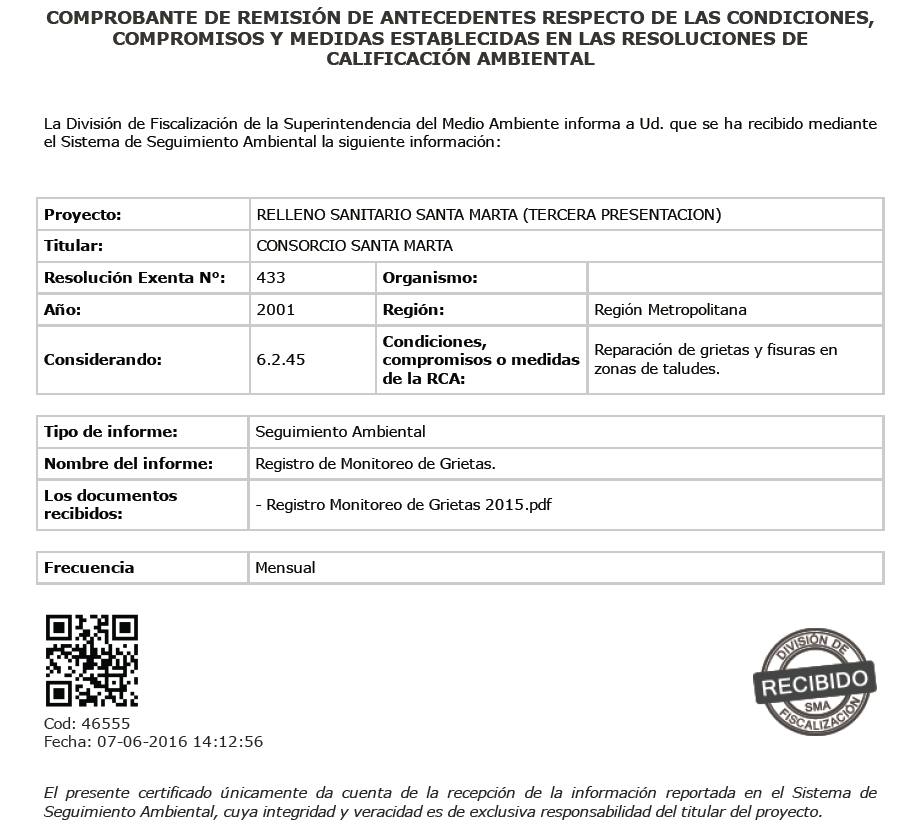 COMPROBANTE DE REMISIÓN DE ANTECEDENTES RESPECTO DE LAS CONDICIONES,
COMPROMISOS Y MEDIDAS ESTABLECIDAS EN LAS RESOLUCIONES DE
CALIFICACIÓN AMBIENTAL
La División de Fiscalización de la Superintendencia del Medio Ambiente informa a Ud. que se ha recibido mediante
el Sistema de Seguimiento Ambiental la siguiente información:
Proyecto: RELLENO SANITARIO SANTA MARTA (TERCERA PRESENTACION)
Titular: CONSORCIO SANTA MARTA
Resolución Exenta Nº: 433 Organismo:
Año: 2001 Región: Región Metropolitana
Considerando: 6.2.45
Condiciones,
compromisos o medidas
de la RCA:
Reparación de grietas y fisuras en
zonas de taludes.
Tipo de informe: Seguimiento Ambiental
Nombre del informe: Registro de Monitoreo de Grietas.
Los documentos
recibidos:
- Registro Monitoreo de Grietas 2015.pdf
Frecuencia Mensual
DIVISIÓN DE
RECIBIDO
SMA
FISCALIZACIÓN
Cod: 46555
Fecha: 07-06-2016 14:12:56
El presente certificado únicamente da cuenta de la recepción de la información reportada en el Sistema de
Seguimiento Ambiental, cuya integridad y veracidad es de exclusiva responsabilidad del titular del proyecto.